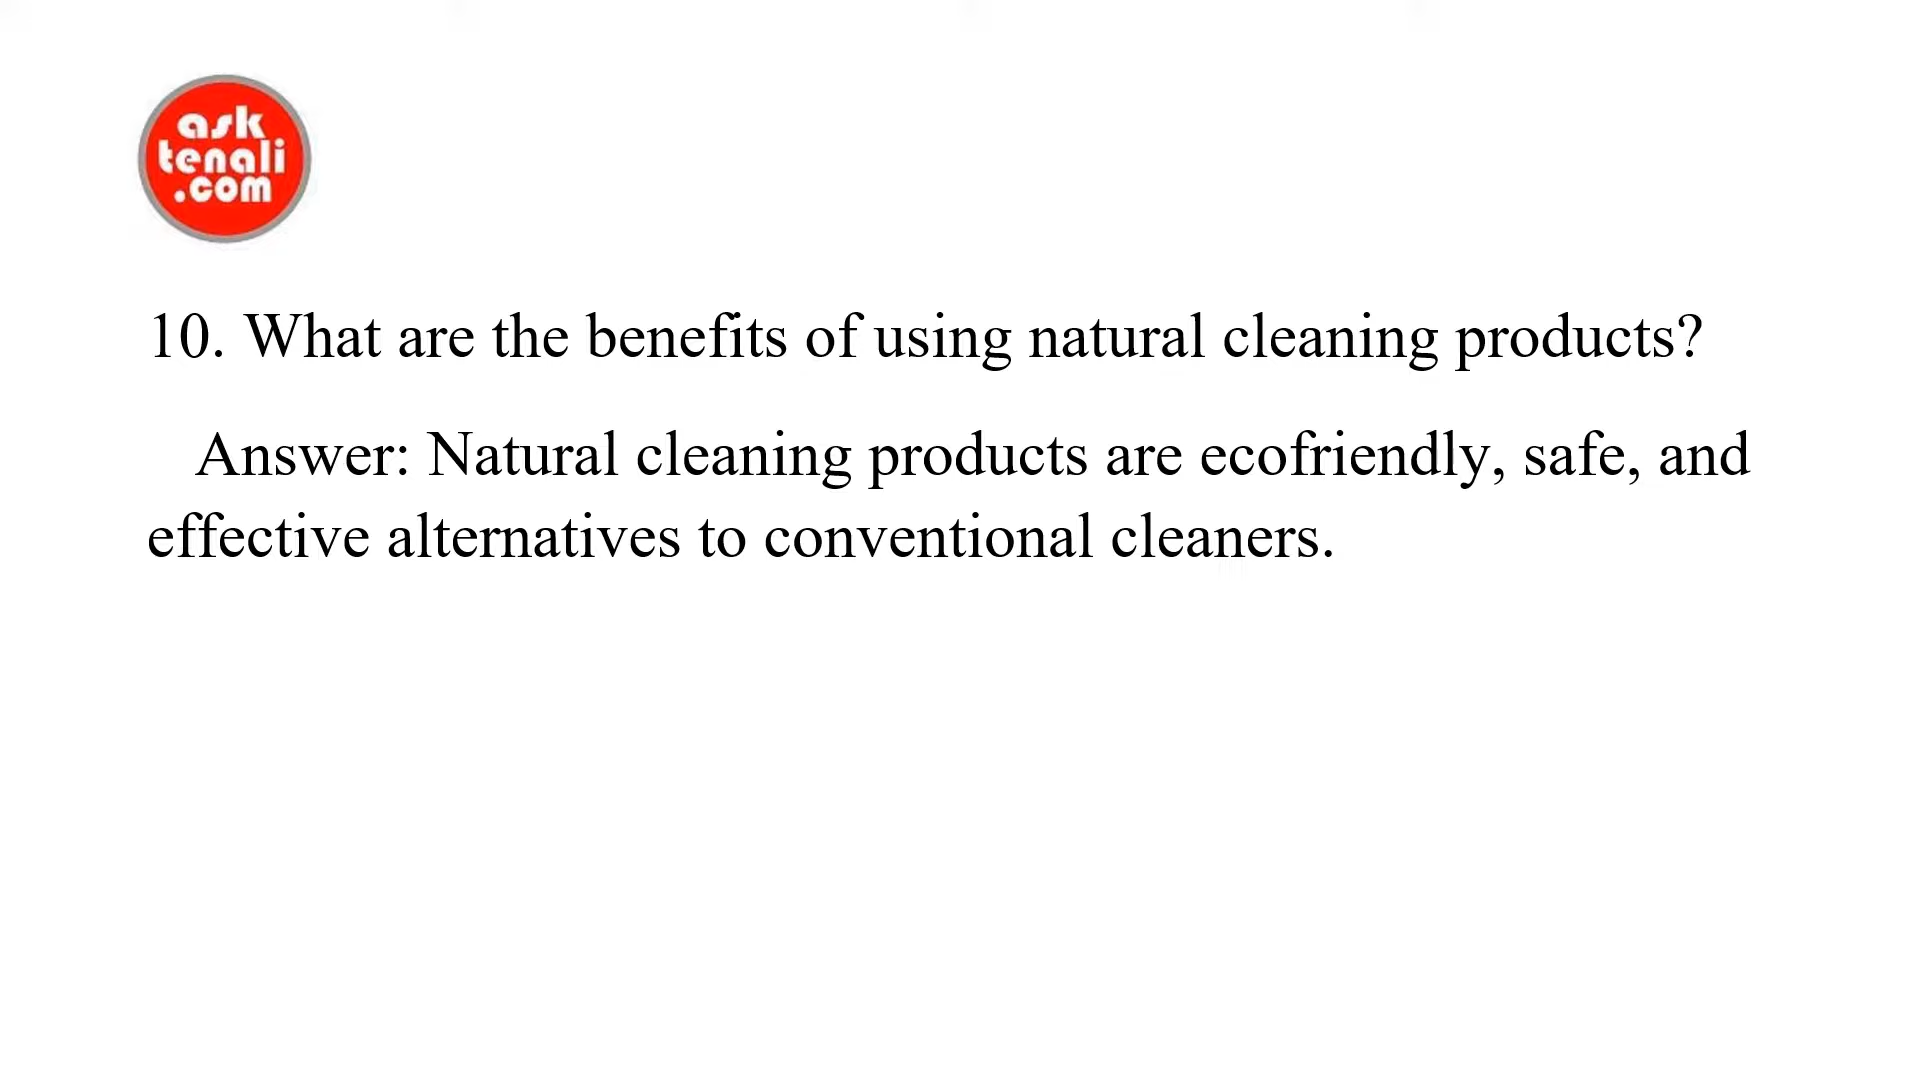 ask
tenali
.com
10. What are the benefits of using natural cleaning products?
Answer: Natural cleaning products are ecofriendly, safe, and
effective alternatives to conventional cleaners.